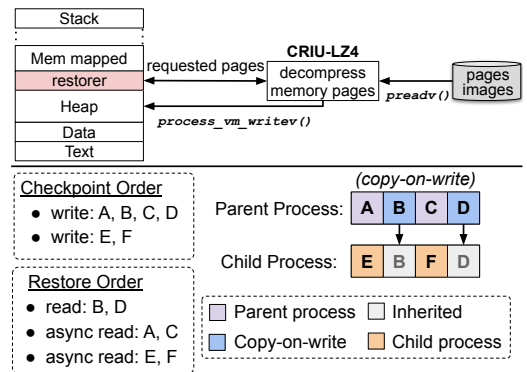 Stack
Mem mapped
restorer
Heap
Data
Text
requested pages
CRIU-LZ4
decompress
memory pages
process_vm_writev()
preadv()
pages
images
Checkpoint Order
● write: A, B, C, D
● write: E, F
Restore Order
● read: B, D
● async read: A, C
● async read: E, F
(copy-on-write)
Parent Process: A B C D
Child Process: E B F D
Parent process
Inherited
Copy-on-write
Child process